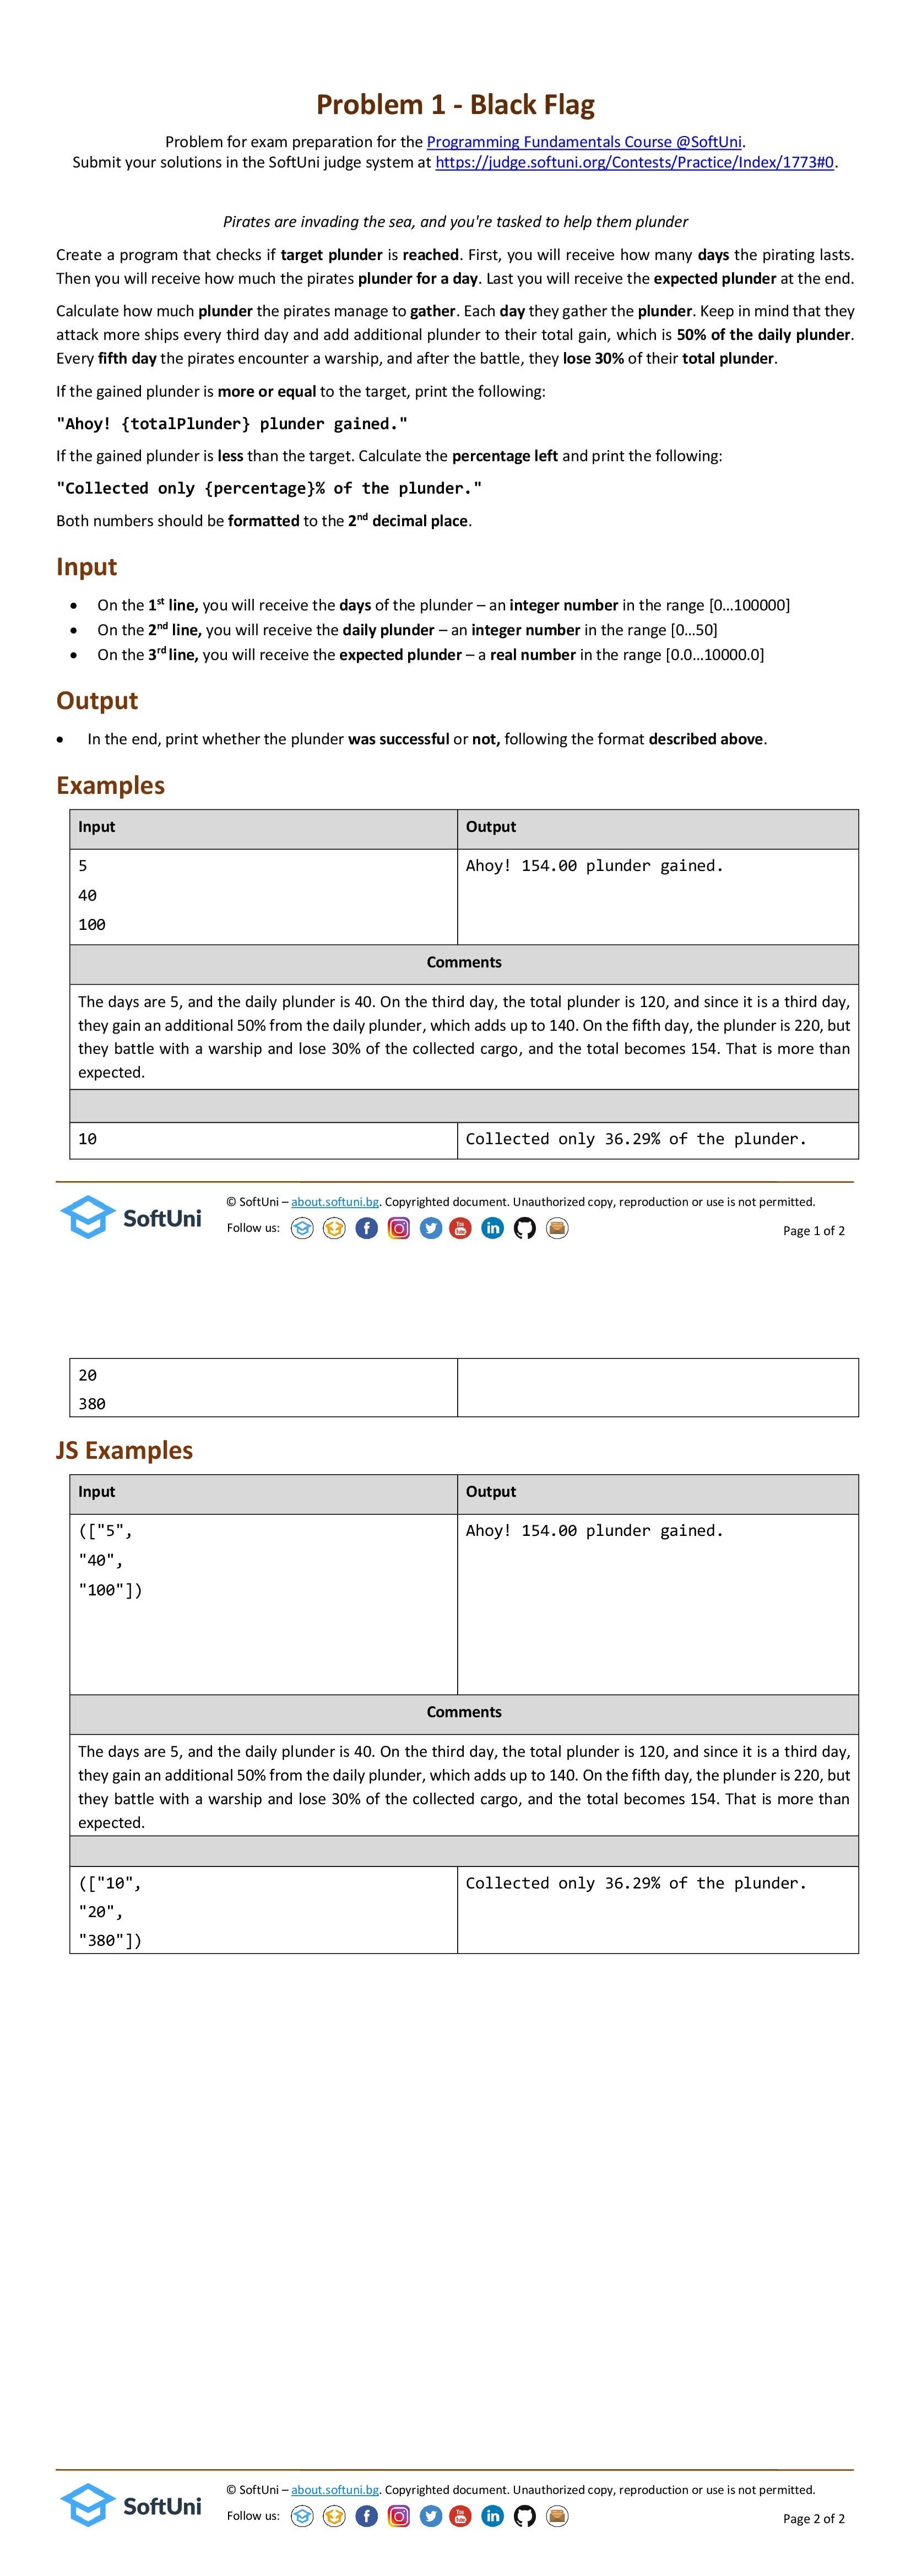 Problem 1 - Black Flag
Problem for exam preparation for the Programming Fundamentals Course @SoftUni.
Submit your solutions in the SoftUni judge system at https://judge.softuni.org/Contests/Practice/Index/1773#0.
Pirates are invading the sea, and you're tasked to help them plunder
Create a program that checks if target plunder is reached. First, you will receive how many days the pirating lasts.
Then you will receive how much the pirates plunder for a day. Last you will receive the expected plunder at the end.
Calculate how much plunder the pirates manage to gather. Each day they gather the plunder. Keep in mind that they
attack more ships every third day and add additional plunder to their total gain, which is 50% of the daily plunder.
Every fifth day the pirates encounter a warship, and after the battle, they lose 30% of their total plunder.
If the gained plunder is more or equal to the target, print the following:
"Ahoy! {totalPlunder} plunder gained."
If the gained plunder is less than the target. Calculate the percentage left and print the following:
"Collected only {percentage}% of the plunder."
Both numbers should be formatted to the 2nd decimal place.
Input
• On the 1st line, you will receive the days of the plunder – an integer number in the range [0…100000]
• On the 2nd line, you will receive the daily plunder – an integer number in the range [0…50]
• On the 3rd line, you will receive the expected plunder – a real number in the range [0.0…10000.0]
Output
• In the end, print whether the plunder was successful or not, following the format described above.
Examples
Input Output
5 Ahoy! 154.00 plunder gained.
40
100
Comments
The days are 5, and the daily plunder is 40. On the third day, the total plunder is 120, and since it is a third day,
they gain an additional 50% from the daily plunder, which adds up to 140. On the fifth day, the plunder is 220, but
they battle with a warship and lose 30% of the collected cargo, and the total becomes 154. That is more than
expected.
10 Collected only 36.29% of the plunder.
SoftUni
© SoftUni – about.softuni.bg. Copyrighted document. Unauthorized copy, reproduction or use is not permitted.
Follow us:
Page 1 of 2
20
380
JS Examples
Input Output
(["5", Ahoy! 154.00 plunder gained.
"40",
"100"])
Comments
The days are 5, and the daily plunder is 40. On the third day, the total plunder is 120, and since it is a third day,
they gain an additional 50% from the daily plunder, which adds up to 140. On the fifth day, the plunder is 220, but
they battle with a warship and lose 30% of the collected cargo, and the total becomes 154. That is more than
expected.
(["10", Collected only 36.29% of the plunder.
"20",
"380"])
SoftUni
© SoftUni – about.softuni.bg. Copyrighted document. Unauthorized copy, reproduction or use is not permitted.
Follow us:
Page 2 of 2